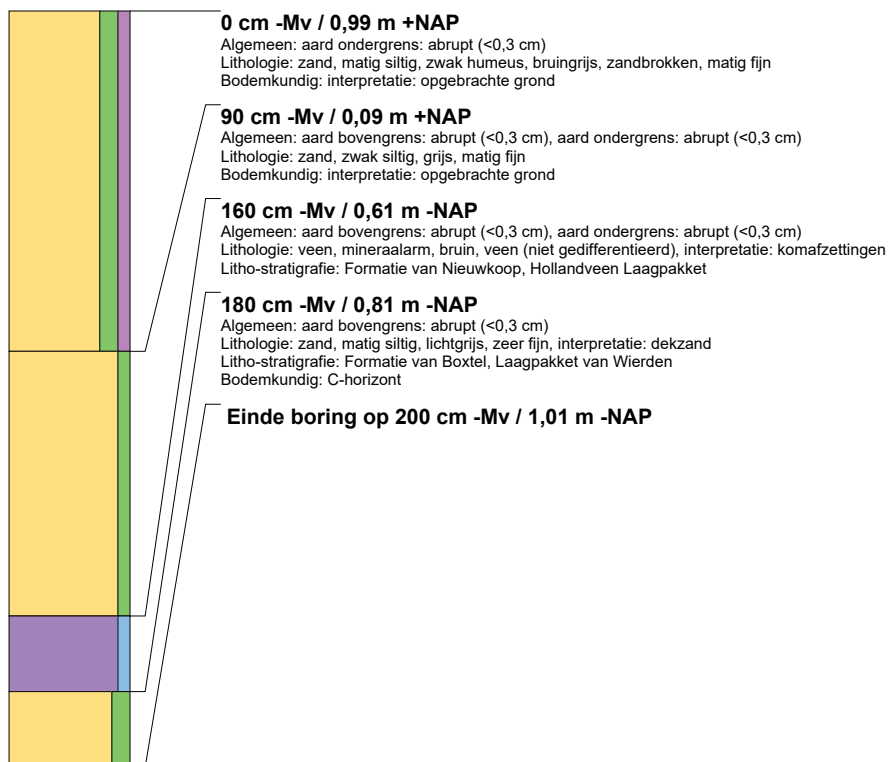 0 cm -Mv / 0,99 m +NAP
Algemeen: aard ondergrens: abrupt (<0,3 cm)
Lithologie: zand, matig siltig, zwak humeus, bruingrijs, zandbrokken, matig fijn
Bodemkundig: interpretatie: opgebrachte grond
90 cm -Mv / 0,09 m +NAP
Algemeen: aard bovengrens: abrupt (<0,3 cm), aard ondergrens: abrupt (<0,3 cm)
Lithologie: zand, zwak siltig, grijs, matig fijn
Bodemkundig: interpretatie: opgebrachte grond
160 cm -Mv / 0,61 m -NAP
Algemeen: aard bovengrens: abrupt (<0,3 cm), aard ondergrens: abrupt (<0,3 cm)
Lithologie: veen, mineraalarm, bruin, veen (niet gedifferentieerd), interpretatie: komafzettingen
Litho-stratigrafie: Formatie van Nieuwkoop, Hollandveen Laagpakket
180 cm -Mv / 0,81 m -NAP
Algemeen: aard bovengrens: abrupt (<0,3 cm)
Lithologie: zand, matig siltig, lichtgrijs, zeer fijn, interpretatie: dekzand
Litho-stratigrafie: Formatie van Boxtel, Laagpakket van Wierden
Bodemkundig: C-horizont
Einde boring op 200 cm -Mv / 1,01 m -NAP